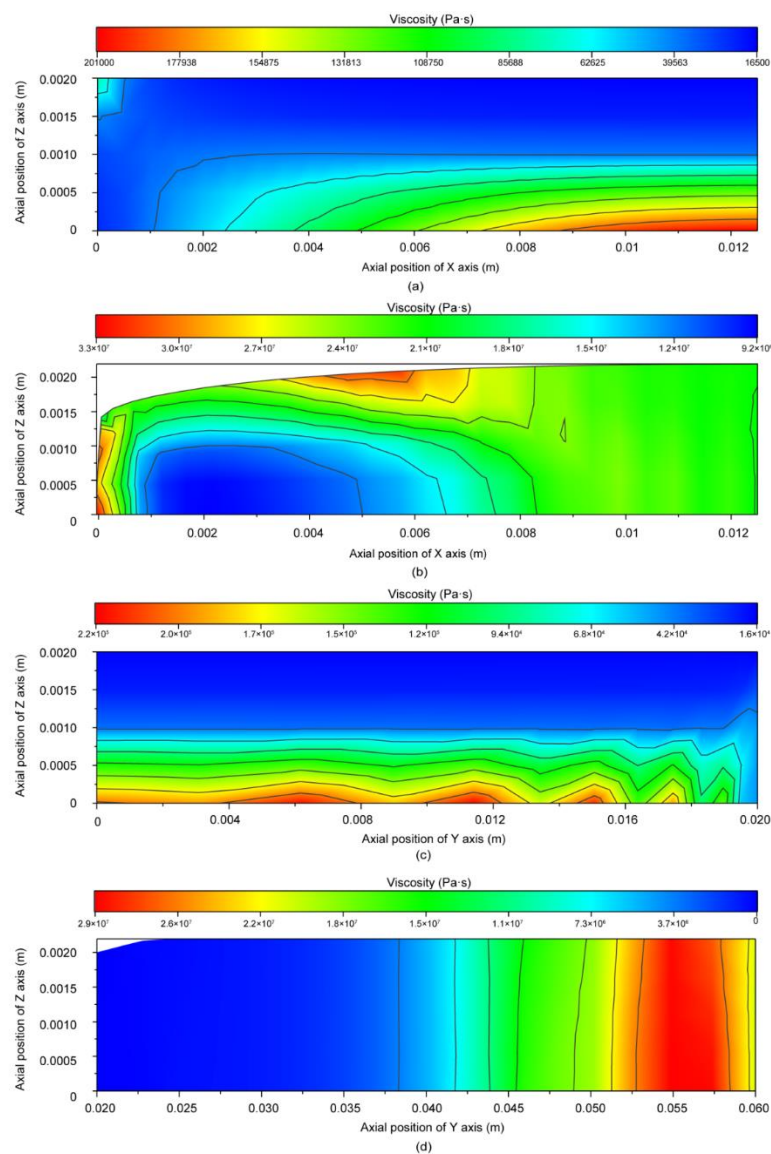 Viscosity (Pa·s)
201000 177938 154875 131813 108750 85688 62625 39563 16500
Axial position of Z axis (m)
0.0020
0.0015
0.0010
0.0005
0
0 0.002 0.004 0.006 0.008 0.01 0.012
Axial position of X axis (m)
(a)
Viscosity (Pa·s)
3.3×10⁷ 3.0×10⁷ 2.7×10⁷ 2.4×10⁷ 2.1×10⁷ 1.8×10⁷ 1.5×10⁷ 1.2×10⁷ 9.2×10⁶
Axial position of Z axis (m)
0.0020
0.0015
0.0010
0.0005
0
0 0.002 0.004 0.006 0.008 0.01 0.012
Axial position of X axis (m)
(b)
Viscosity (Pa·s)
2.2×10⁵ 2.0×10⁵ 1.7×10⁵ 1.5×10⁵ 1.2×10⁵ 9.4×10⁴ 6.8×10⁴ 4.2×10⁴ 1.6×10⁴
Axial position of Z axis (m)
0.0020
0.0015
0.0010
0.0005
0
0 0.004 0.008 0.012 0.016 0.020
Axial position of Y axis (m)
(c)
Viscosity (Pa·s)
2.9×10⁷ 2.6×10⁷ 2.2×10⁷ 1.8×10⁷ 1.5×10⁷ 1.1×10⁷ 7.3×10⁶ 3.7×10⁶ 0
Axial position of Z axis (m)
0.0020
0.0015
0.0010
0.0005
0
0.020 0.025 0.030 0.035 0.040 0.045 0.050 0.055 0.060
Axial position of Y axis (m)
(d)